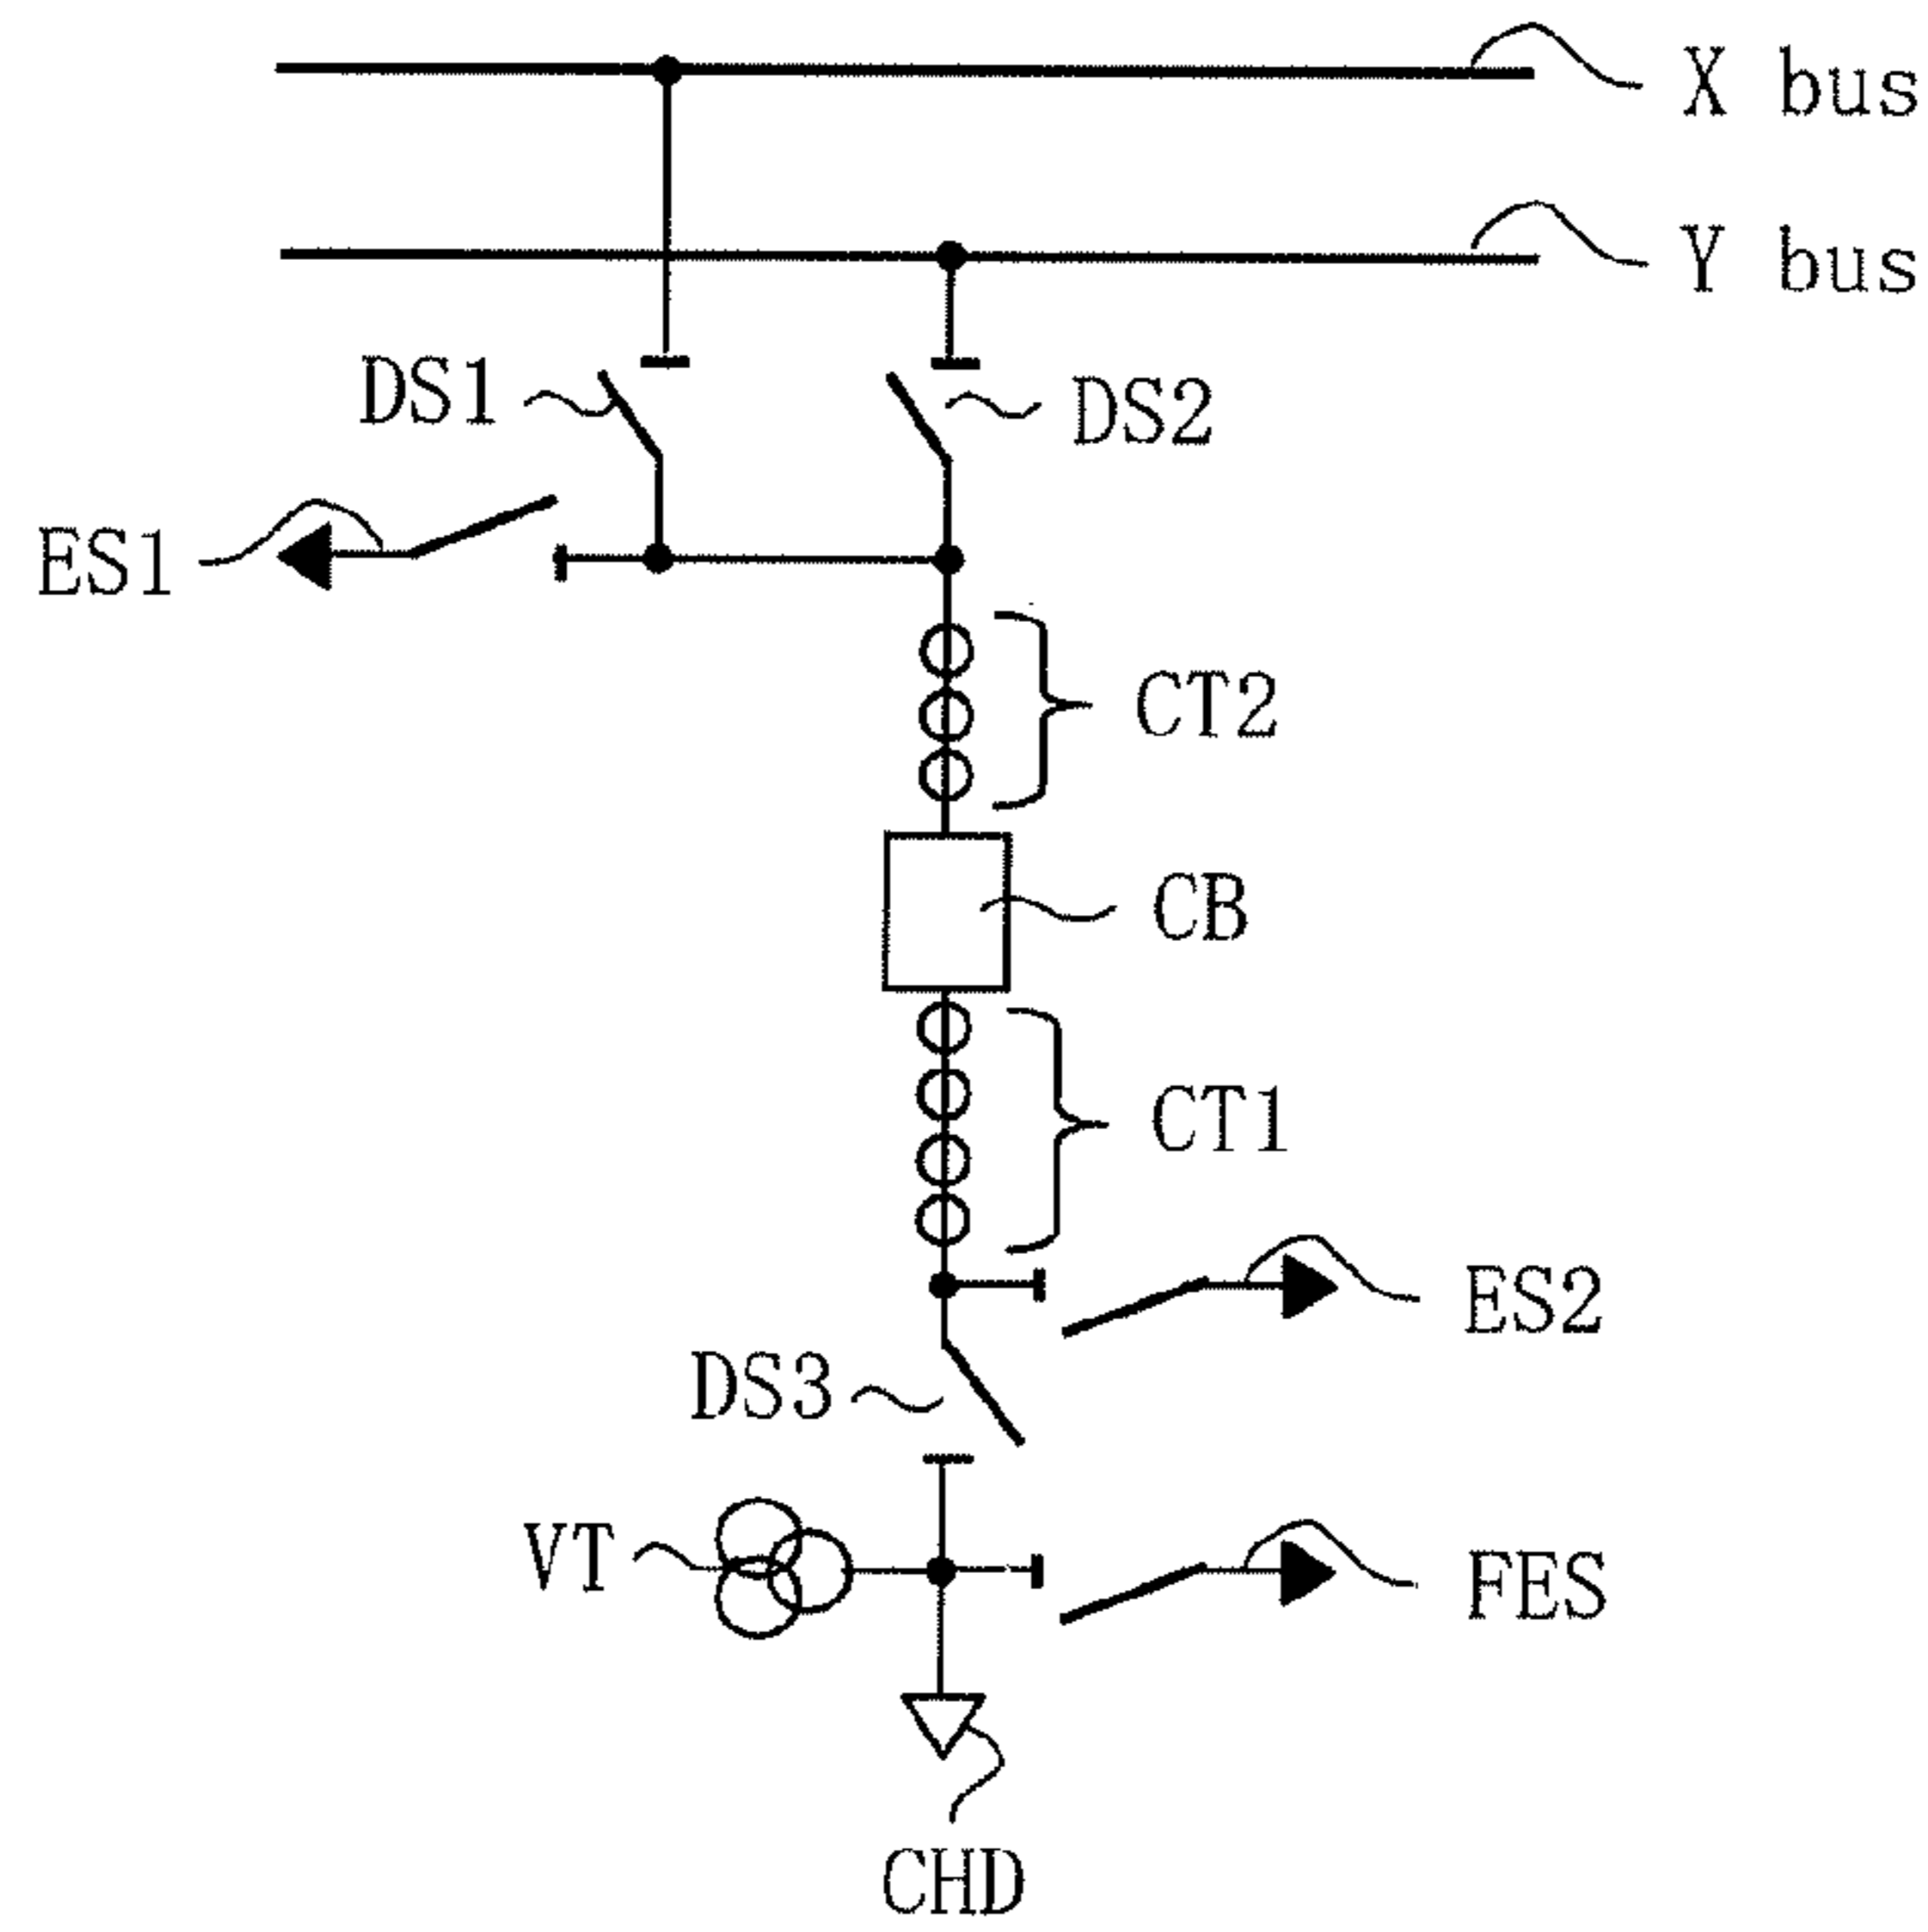 X bus
Y bus
DS1
DS2
ES1
CT2
CB
CT1
ES2
DS3
VT
FES
CHD